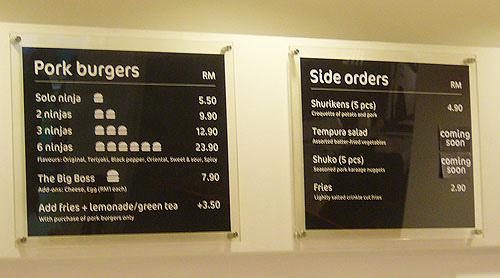 Pork burgers RM
Solo ninja 5.50
2 ninjas 9.90
3 ninjas 12.90
6 ninjas 23.90
Flavours: Original, Teriyaki, Black pepper, Oriental, Sweet & sour, Spicy
The Big Boss 7.90
Add-ons: Cheese, Egg (RM1 each)
Add fries + lemonade/green tea +3.50
With purchase of pork burgers only
Side orders RM
Shurikens (5 pcs) 4.90
Croquette of potato and pork
Tempura salad coming soon
Assorted batter-fried vegetables
Shuko (5 pcs) coming soon
Seasoned pork karaage nuggets
Fries 2.90
Lightly salted crinkle cut fries